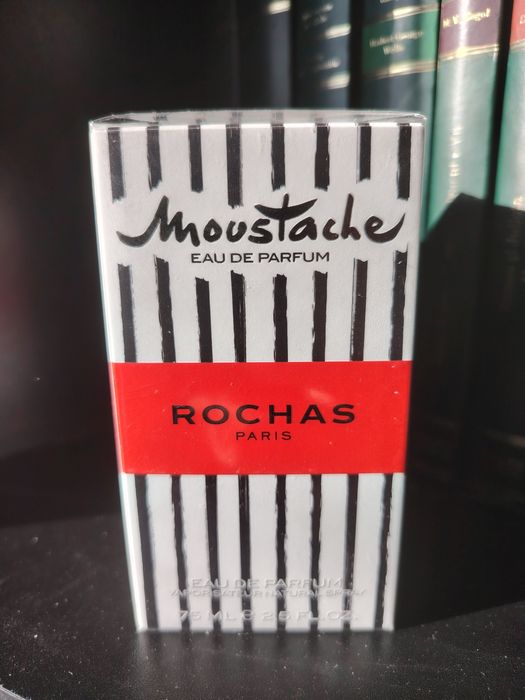 Moustache
EAU DE PARFUM
ROCHAS
PARIS
EAU DE PARFUM
VAPORISATEUR NATURAL SPRAY
75 ML e 2.5 FL.OZ.